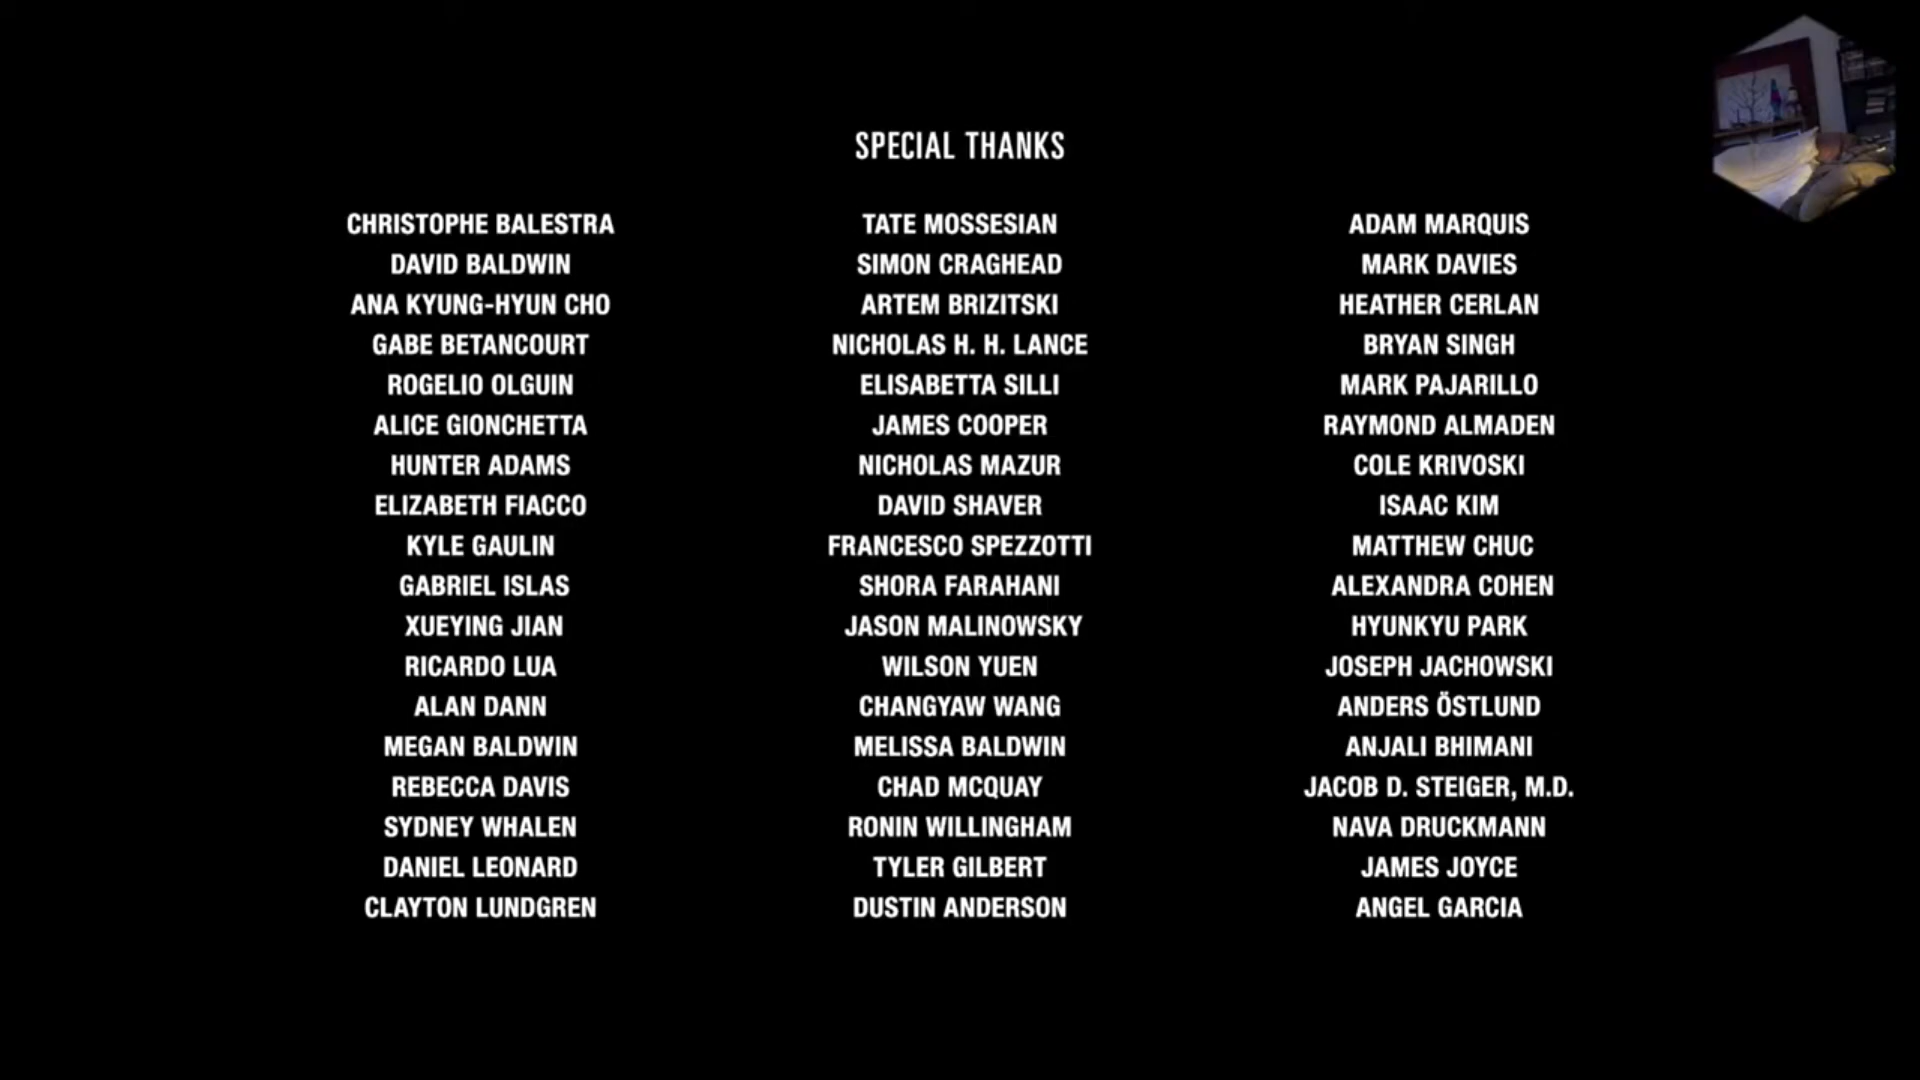 SPECIAL THANKS
CHRISTOPHE BALESTRA
DAVID BALDWIN
ANA KYUNG-HYUN CHO
GABE BETANCOURT
ROGELIO OLGUIN
ALICE GIONCHETTA
HUNTER ADAMS
ELIZABETH FIACCO
KYLE GAULIN
GABRIEL ISLAS
XUEYING JIAN
RICARDO LUA
ALAN DANN
MEGAN BALDWIN
REBECCA DAVIS
SYDNEY WHALEN
DANIEL LEONARD
CLAYTON LUNDGREN
TATE MOSSESIAN
SIMON CRAGHEAD
ARTEM BRIZITSKI
NICHOLAS H. H. LANCE
ELISABETTA SILLI
JAMES COOPER
NICHOLAS MAZUR
DAVID SHAVER
FRANCESCO SPEZZOTTI
SHORA FARAHANI
JASON MALINOWSKY
WILSON YUEN
CHANGYAW WANG
MELISSA BALDWIN
CHAD MCQUAY
RONIN WILLINGHAM
TYLER GILBERT
DUSTIN ANDERSON
ADAM MARQUIS
MARK DAVIES
HEATHER CERLAN
BRYAN SINGH
MARK PAJARILLO
RAYMOND ALMADEN
COLE KRIVOSKI
ISAAC KIM
MATTHEW CHUC
ALEXANDRA COHEN
HYUNKYU PARK
JOSEPH JACHOWSKI
ANDERS ÖSTLUND
ANJALI BHIMANI
JACOB D. STEIGER, M.D.
NAVA DRUCKMANN
JAMES JOYCE
ANGEL GARCIA